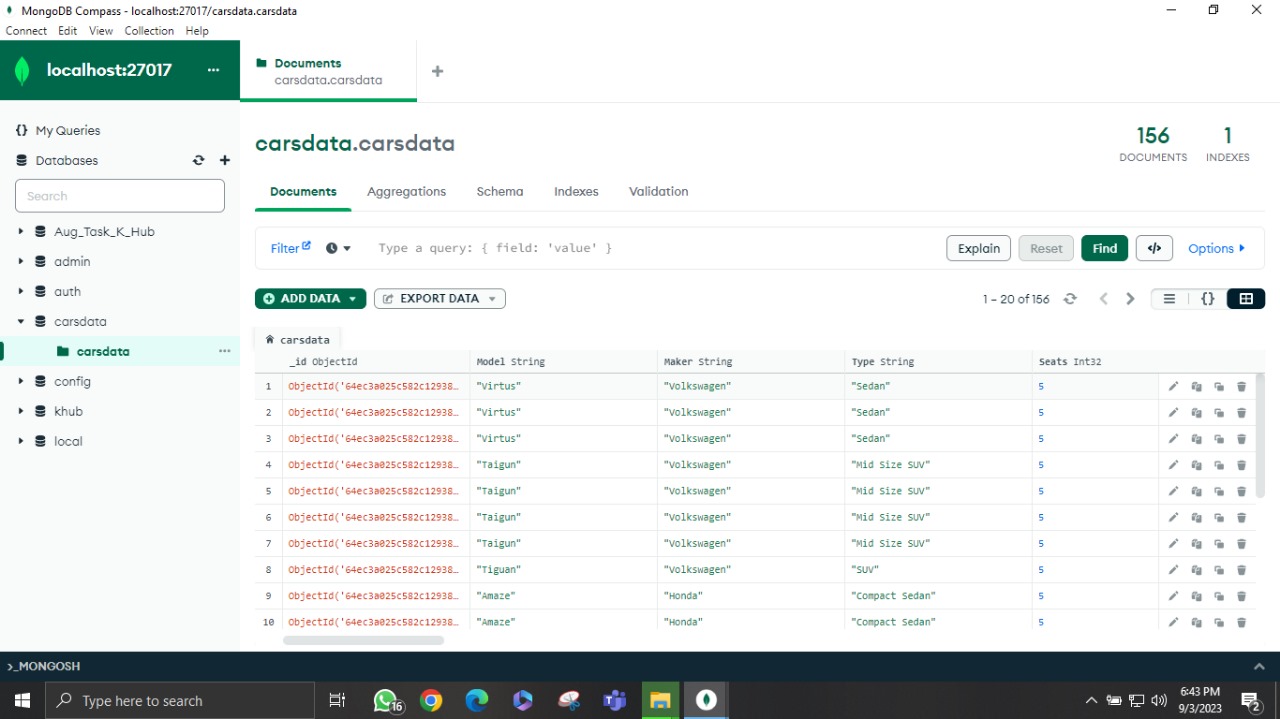 MongoDB Compass - localhost:27017/carsdata.carsdata
Connect Edit View Collection Help
localhost:27017 ...
Documents
carsdata.carsdata
{} My Queries
Databases
Search
Aug_Task_K_Hub
admin
auth
carsdata
carsdata ...
config
khub
local
carsdata.carsdata
156
DOCUMENTS
1
INDEXES
Documents Aggregations Schema Indexes Validation
Filter Type a query: { field: 'value' } Explain Reset Find </> Options
ADD DATA EXPORT DATA 1 – 20 of 156 {}
carsdata
_id ObjectId Model String Maker String Type String Seats Int32
1 ObjectId('64ec3a025c582c12938… "Virtus" "Volkswagen" "Sedan" 5
2 ObjectId('64ec3a025c582c12938… "Virtus" "Volkswagen" "Sedan" 5
3 ObjectId('64ec3a025c582c12938… "Virtus" "Volkswagen" "Sedan" 5
4 ObjectId('64ec3a025c582c12938… "Taigun" "Volkswagen" "Mid Size SUV" 5
5 ObjectId('64ec3a025c582c12938… "Taigun" "Volkswagen" "Mid Size SUV" 5
6 ObjectId('64ec3a025c582c12938… "Taigun" "Volkswagen" "Mid Size SUV" 5
7 ObjectId('64ec3a025c582c12938… "Taigun" "Volkswagen" "Mid Size SUV" 5
8 ObjectId('64ec3a025c582c12938… "Tiguan" "Volkswagen" "SUV" 5
9 ObjectId('64ec3a025c582c12938… "Amaze" "Honda" "Compact Sedan" 5
10 ObjectId('64ec3a025c582c12938… "Amaze" "Honda" "Compact Sedan" 5
>_MONGOSH
Type here to search
16
6:43 PM
9/3/2023
2